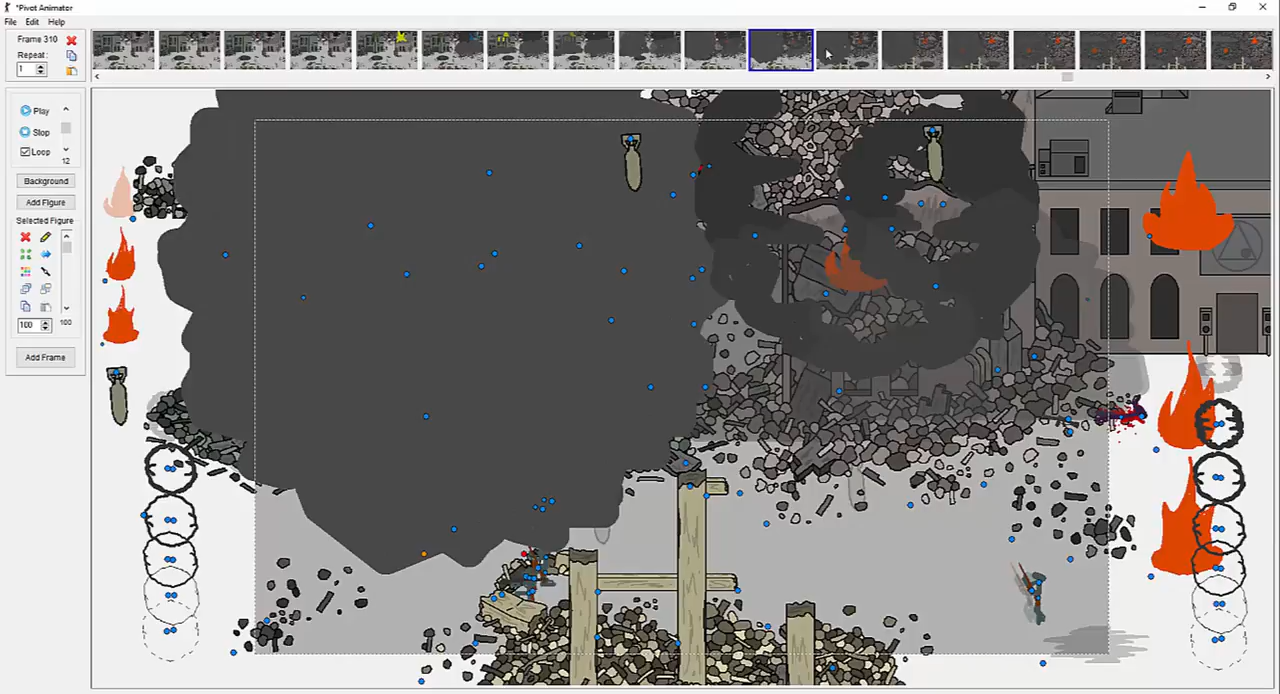 *Pivot Animator
File Edit Help
Frame 310
Repeat:
1
Play
Stop
Loop
12
Background
Add Figure
Selected Figure
100
100
Add Frame